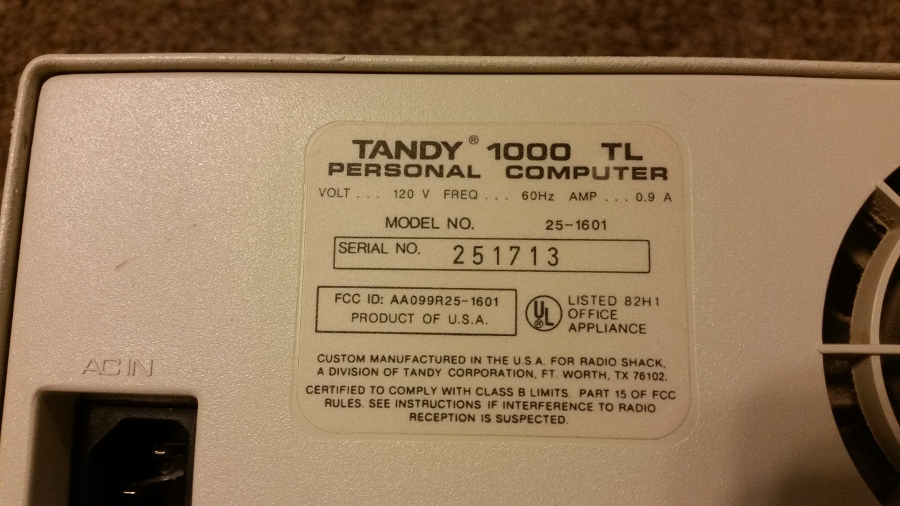 TANDY® 1000 TL
PERSONAL COMPUTER
VOLT ... 120 V FREQ ... 60Hz AMP ... 0.9 A
MODEL NO. 25-1601
SERIAL NO. 251713
FCC ID: AAO99R25-1601
PRODUCT OF U.S.A.
UL ®
LISTED 82H1
OFFICE
APPLIANCE
CUSTOM MANUFACTURED IN THE U.S.A. FOR RADIO SHACK,
A DIVISION OF TANDY CORPORATION, FT. WORTH, TX 76102.
CERTIFIED TO COMPLY WITH CLASS B LIMITS. PART 15 OF FCC
RULES. SEE INSTRUCTIONS IF INTERFERENCE TO RADIO
RECEPTION IS SUSPECTED.
AC IN